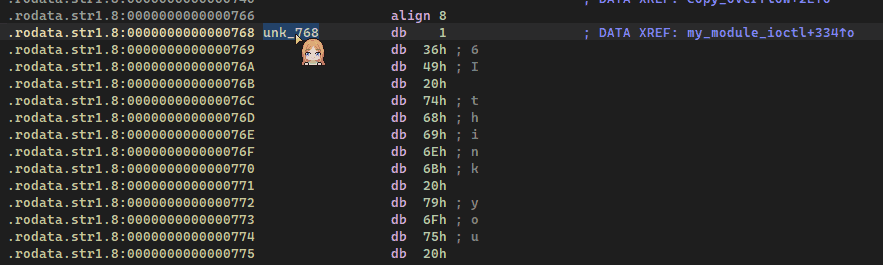 .rodata.str1.8:0000000000000766 align 8
.rodata.str1.8:0000000000000768 unk_768 db 1 ; DATA XREF: my_module_ioctl+334↑o
.rodata.str1.8:0000000000000769 db 36h ; 6
.rodata.str1.8:000000000000076A db 49h ; I
.rodata.str1.8:000000000000076B db 20h
.rodata.str1.8:000000000000076C db 74h ; t
.rodata.str1.8:000000000000076D db 68h ; h
.rodata.str1.8:000000000000076E db 69h ; i
.rodata.str1.8:000000000000076F db 6Eh ; n
.rodata.str1.8:0000000000000770 db 6Bh ; k
.rodata.str1.8:0000000000000771 db 20h
.rodata.str1.8:0000000000000772 db 79h ; y
.rodata.str1.8:0000000000000773 db 6Fh ; o
.rodata.str1.8:0000000000000774 db 75h ; u
.rodata.str1.8:0000000000000775 db 20h